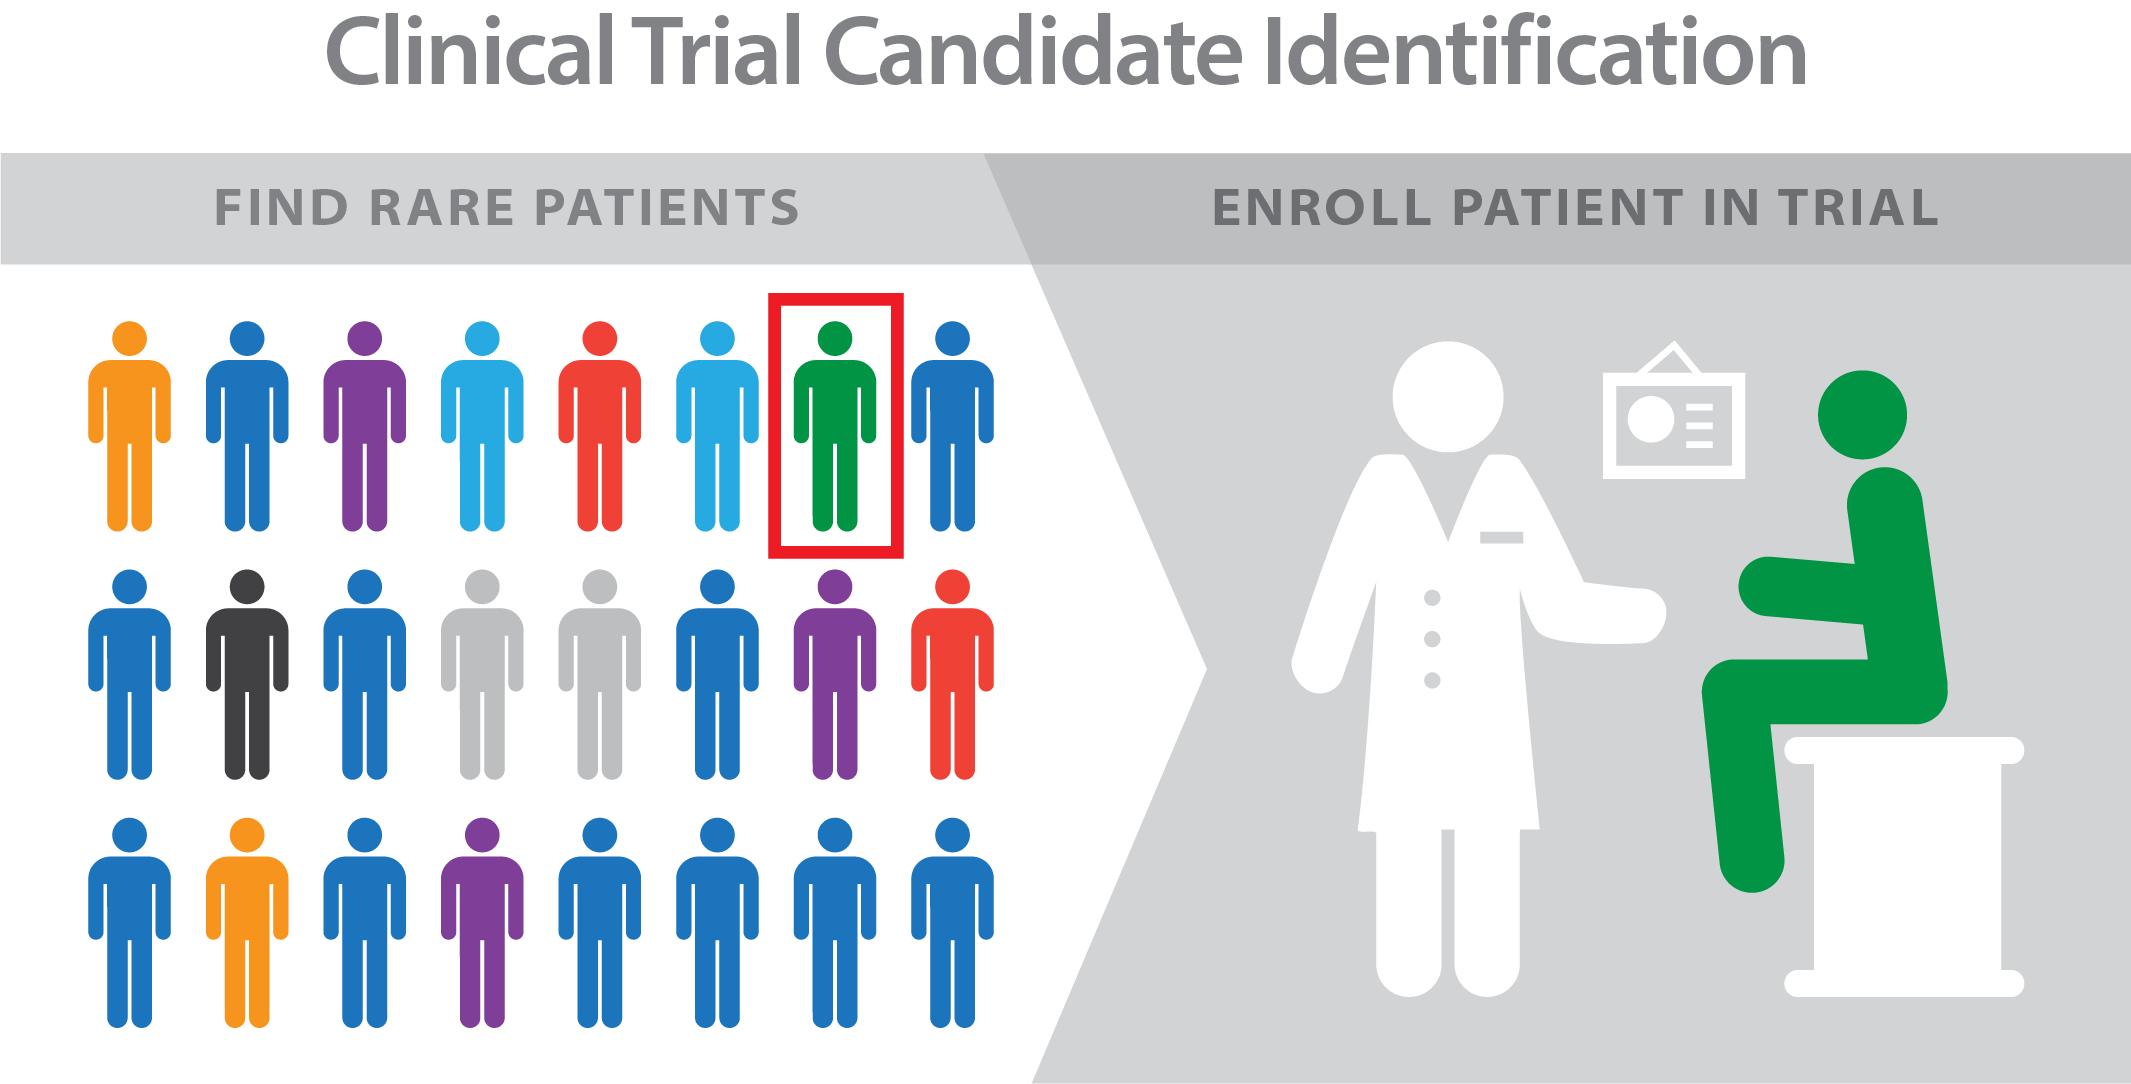 Clinical Trial Candidate Identification
FIND RARE PATIENTS
ENROLL PATIENT IN TRIAL